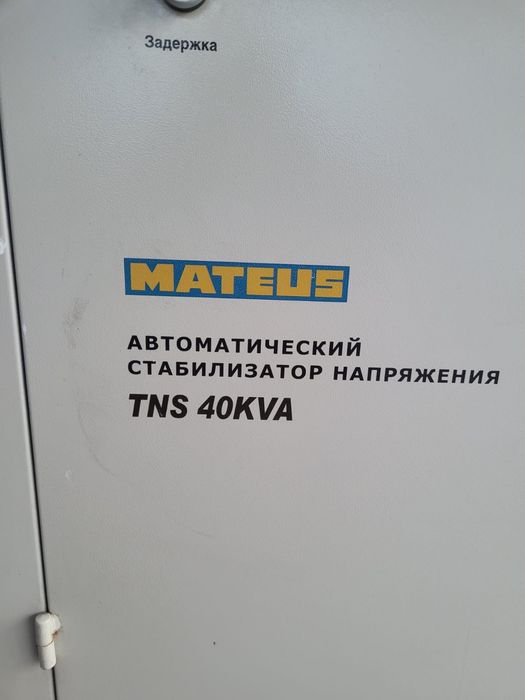 Задержка
MATEUS
АВТОМАТИЧЕСКИЙ
СТАБИЛИЗАТОР НАПРЯЖЕНИЯ
TNS 40KVA